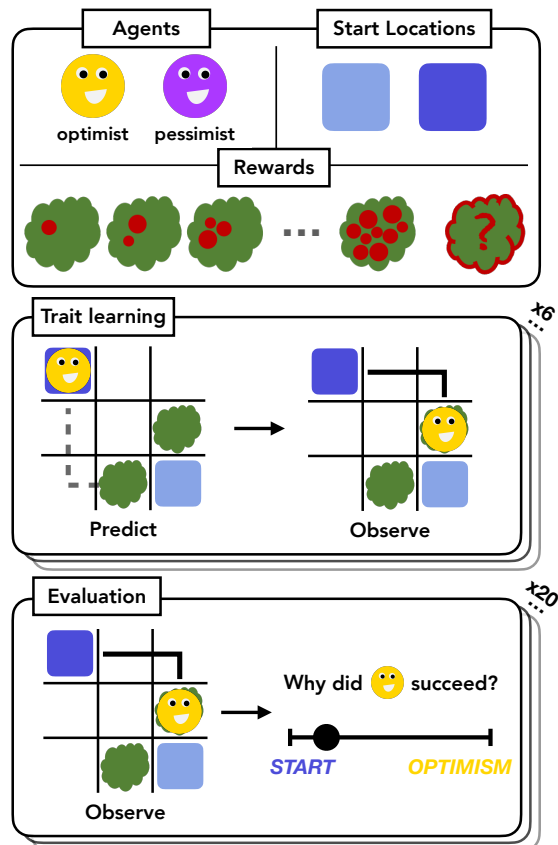 Agents
Start Locations
optimist
pessimist
Rewards
...
?
Trait learning
x6
...
Predict
Observe
Evaluation
x20
...
Why did succeed?
START
OPTIMISM
Observe